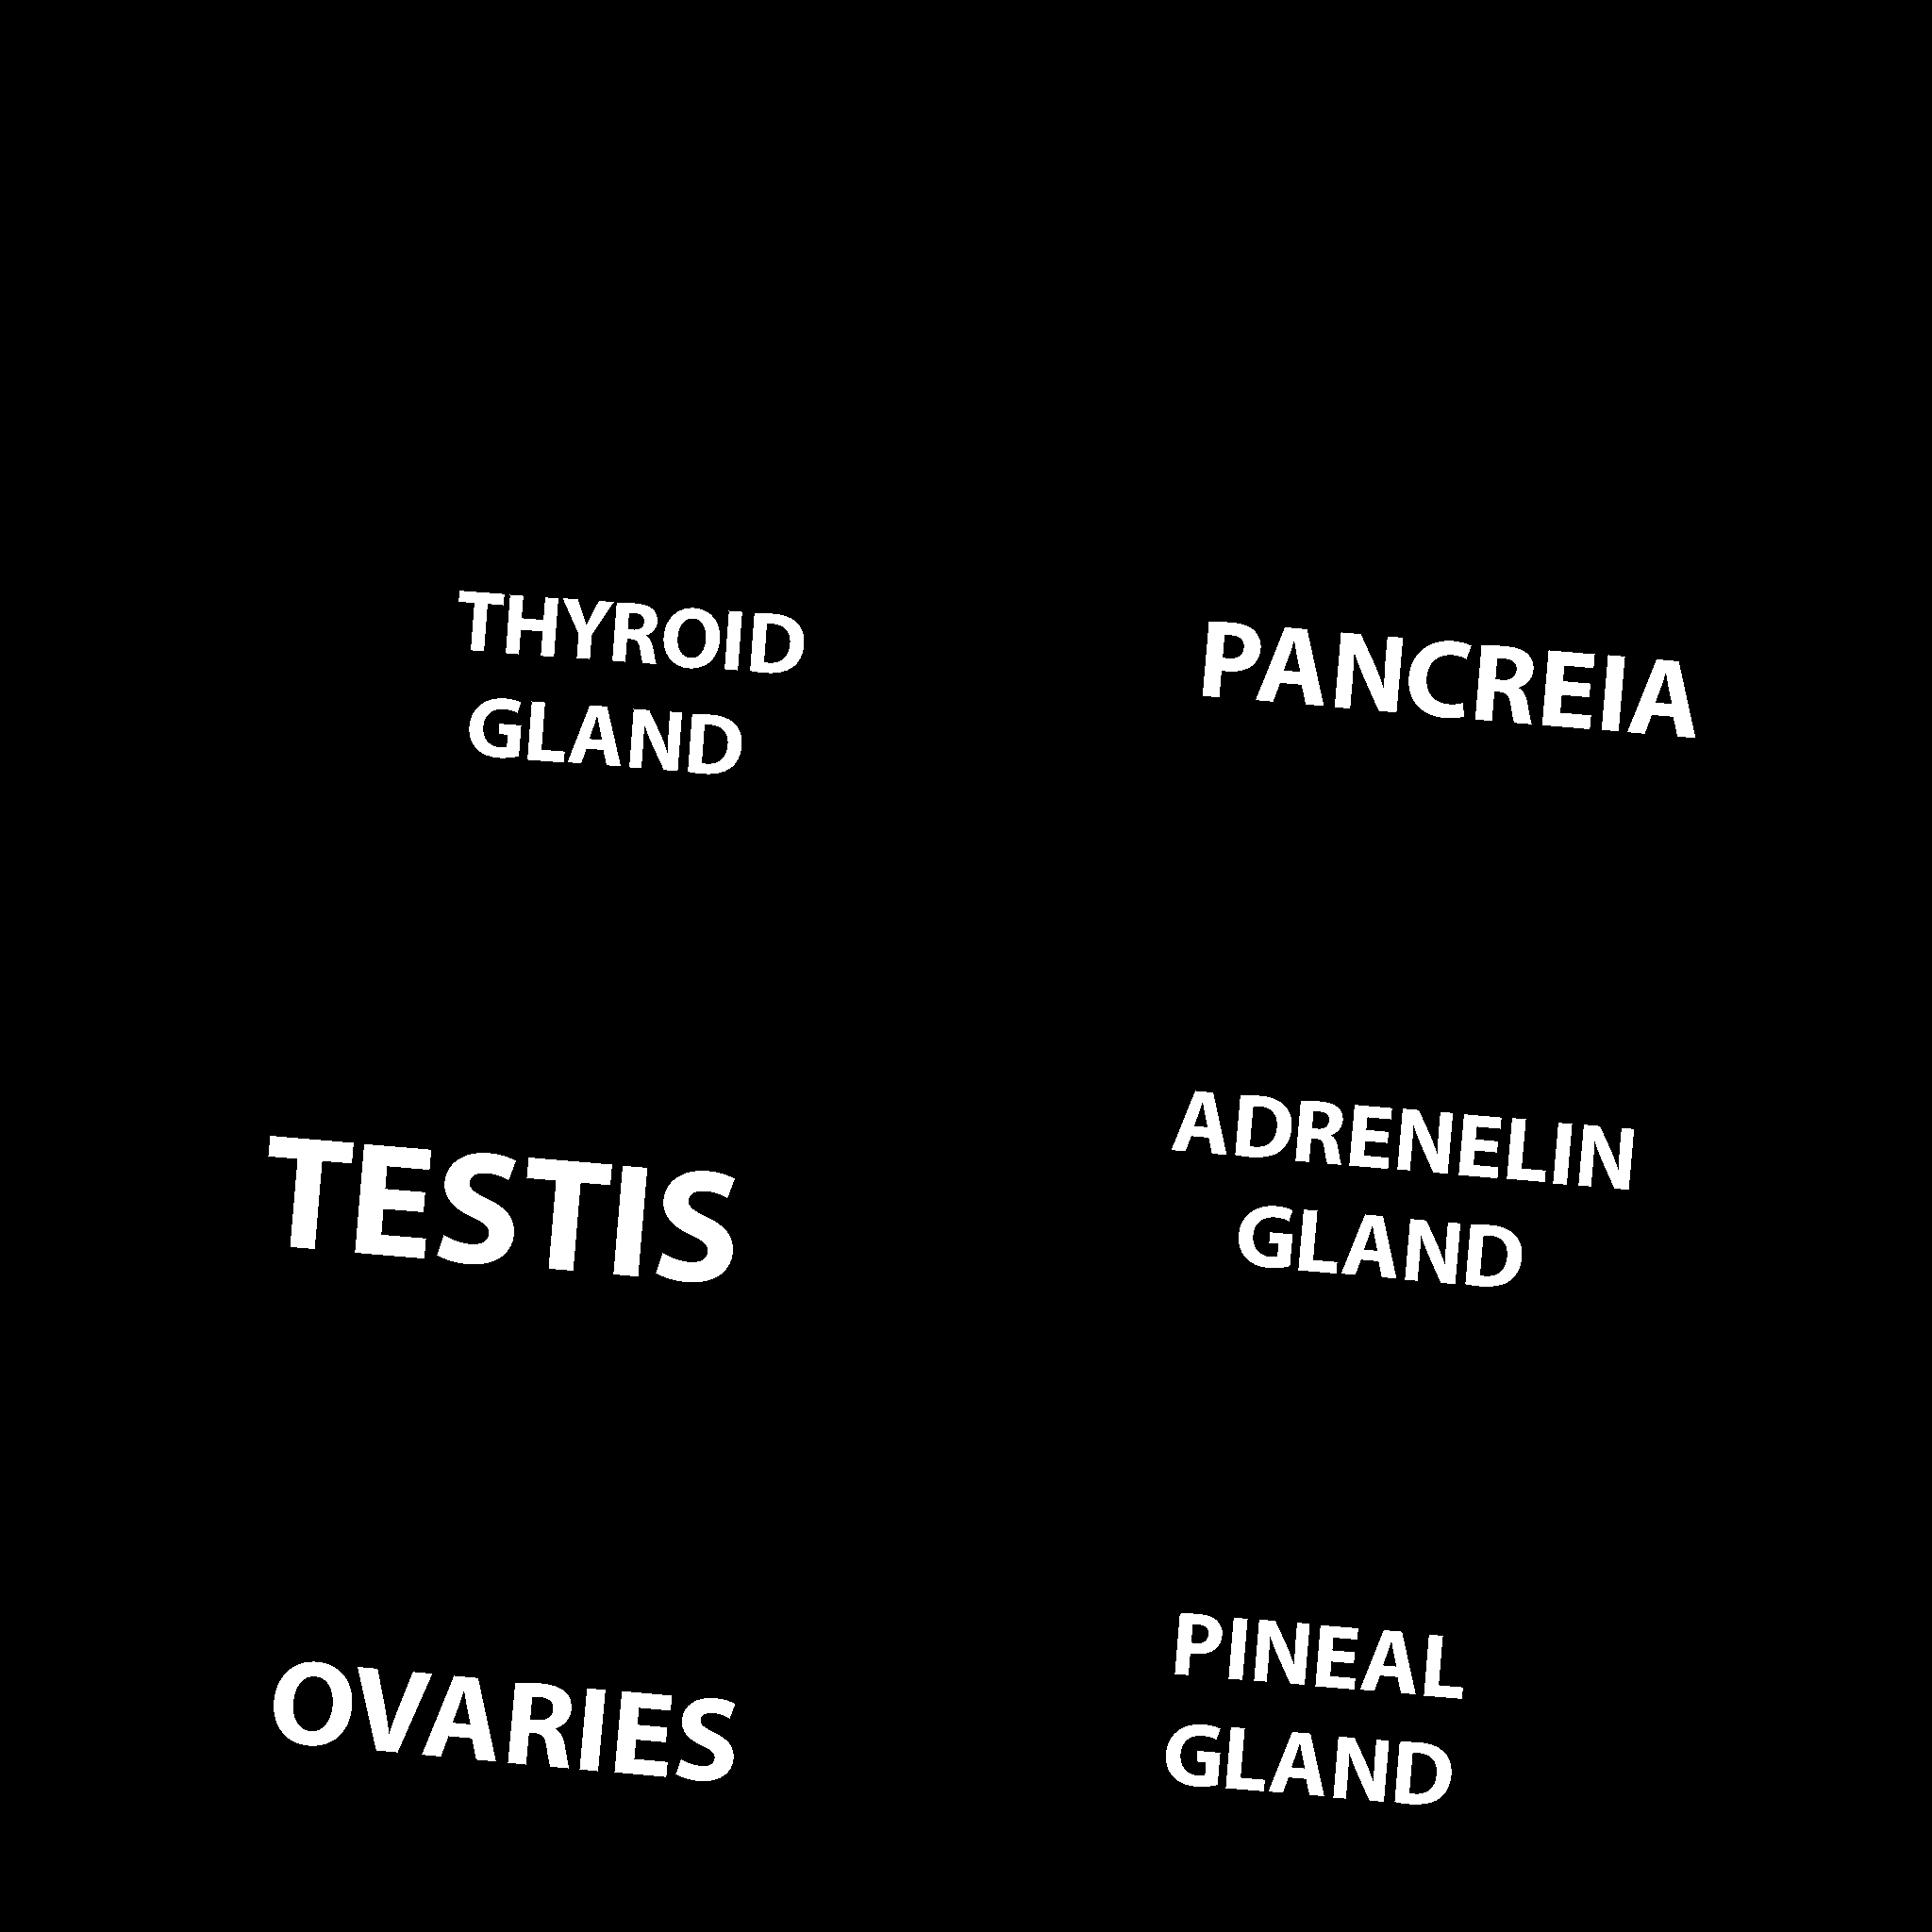 THYROID
GLAND
PANCREIA
TESTIS
ADRENELIN
GLAND
OVARIES
PINEAL
GLAND